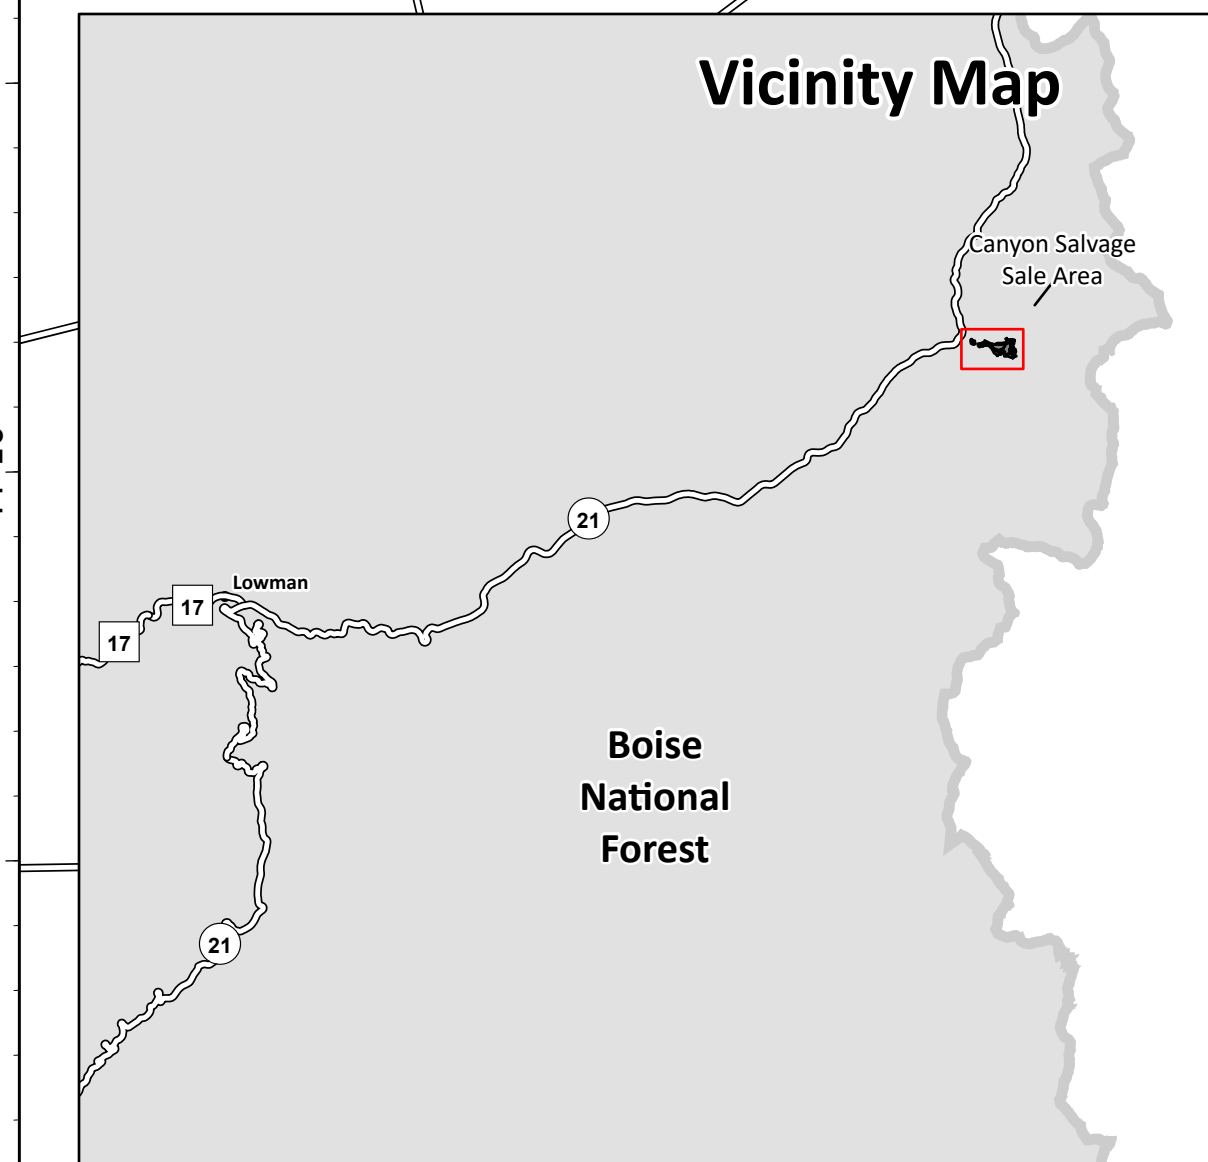 Vicinity Map
Canyon Salvage
Sale Area
21
Lowman
17
17
Boise
National
Forest
21